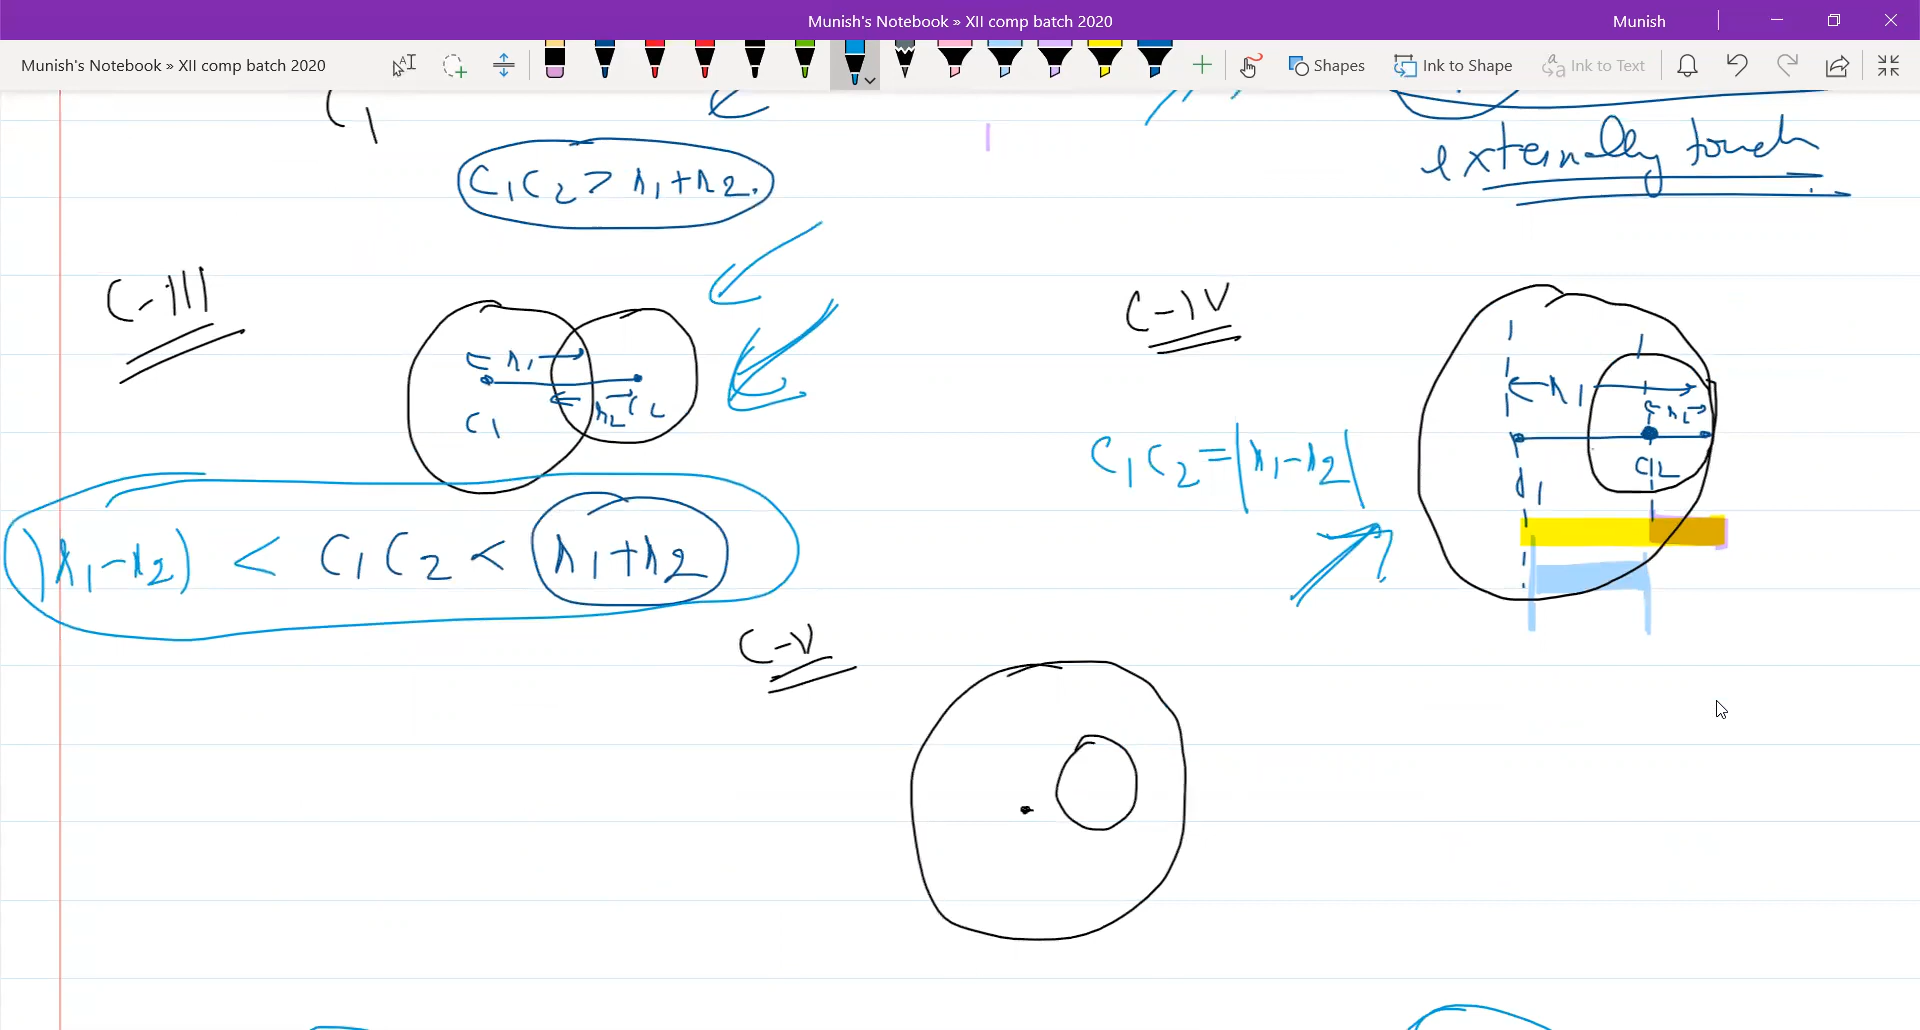 Munish's Notebook » XII comp batch 2020
Munish
Munish's Notebook » XII comp batch 2020
Shapes
Ink to Shape
Ink to Text
C1
C1C2 > r1+r2.
externally touch
C-III
r1
r2
C2
C1
|r1-r2| < C1C2 < r1+r2
C-IV
r1
r2
C1C2 = |r1-r2|
C2
C1
C-V